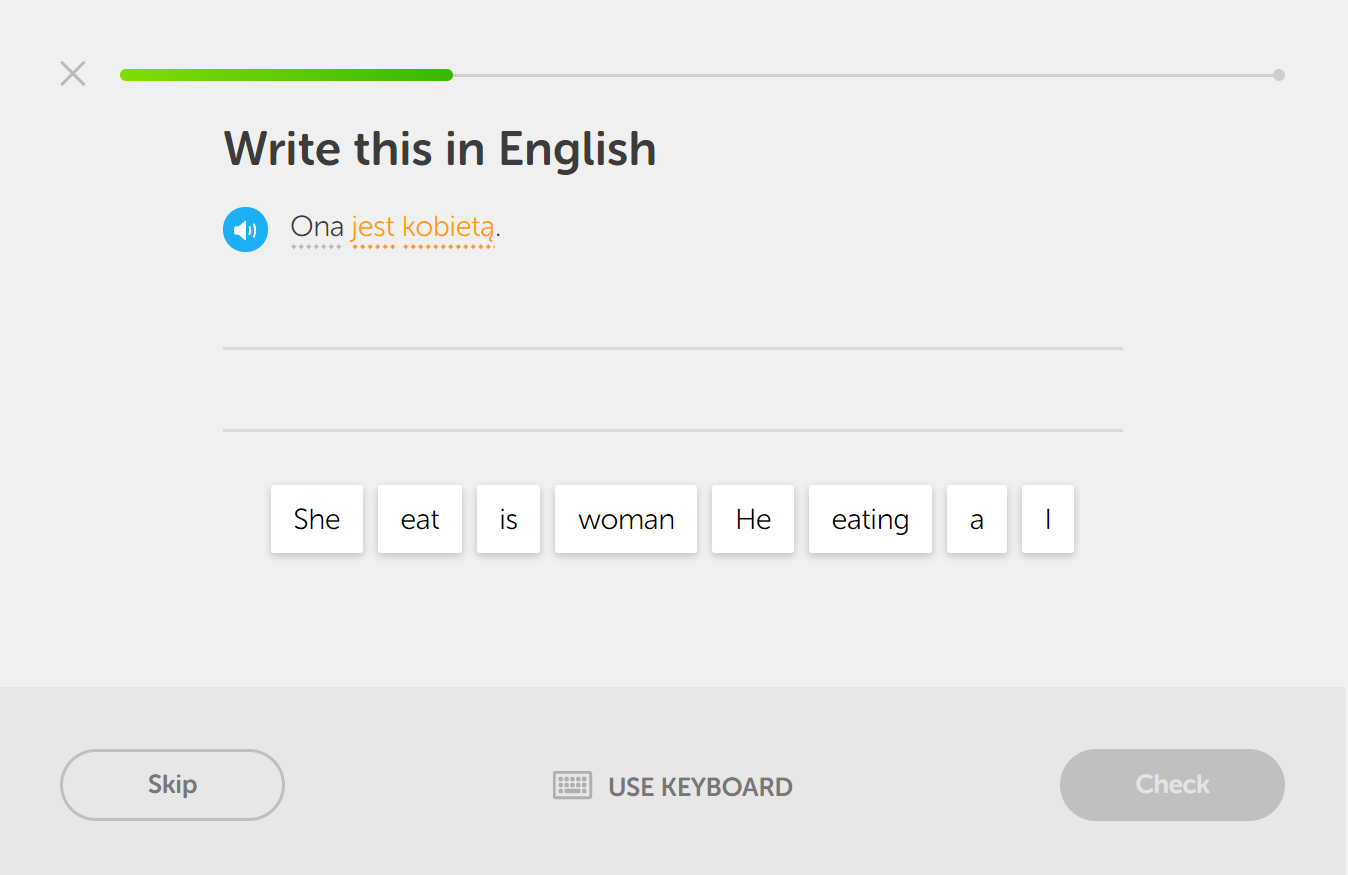 Write this in English
Ona jest kobietą.
She eat is woman He eating a I
Skip USE KEYBOARD Check